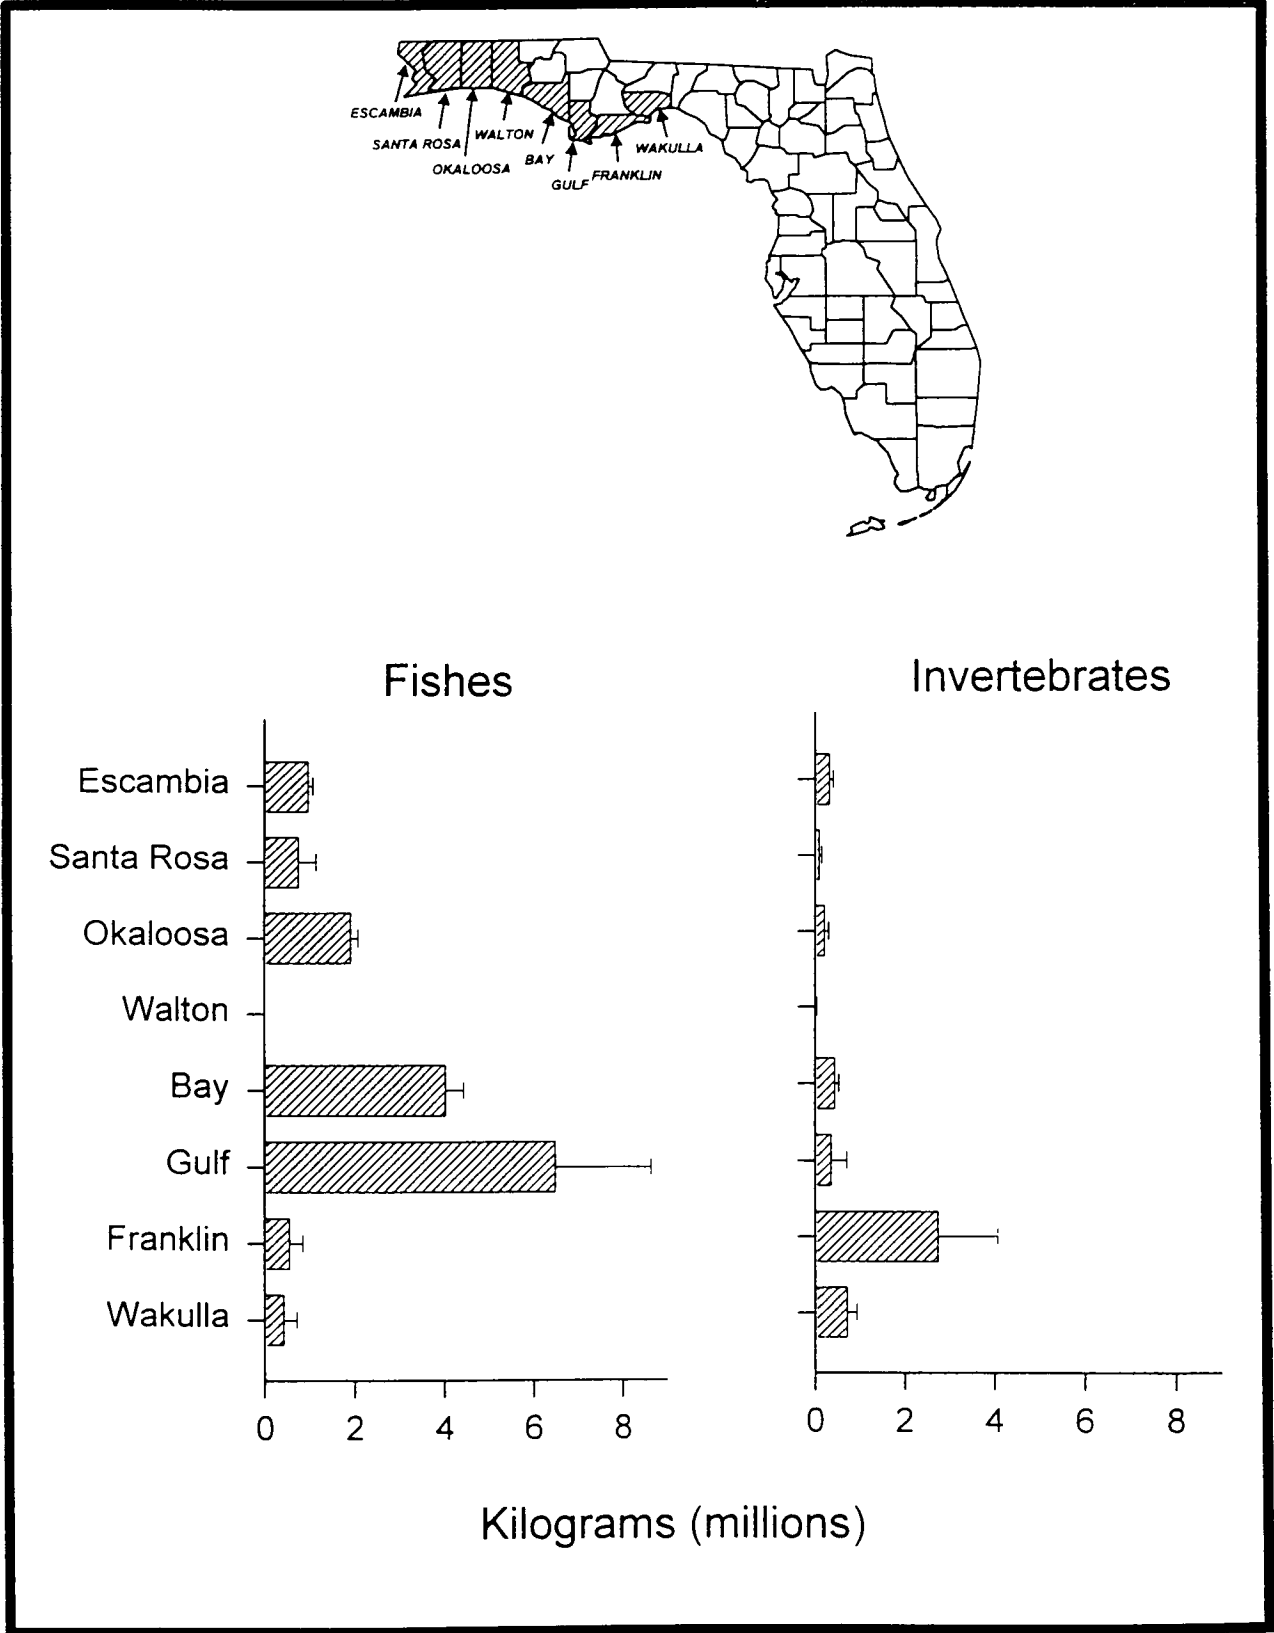 ESCAMBIA
SANTA ROSA
OKALOOSA
WALTON
BAY
GULF
FRANKLIN
WAKULLA
Fishes
Escambia
Santa Rosa
Okaloosa
Walton
Bay
Gulf
Franklin
Wakulla
0 2 4 6 8
Invertebrates
0 2 4 6 8
Kilograms (millions)